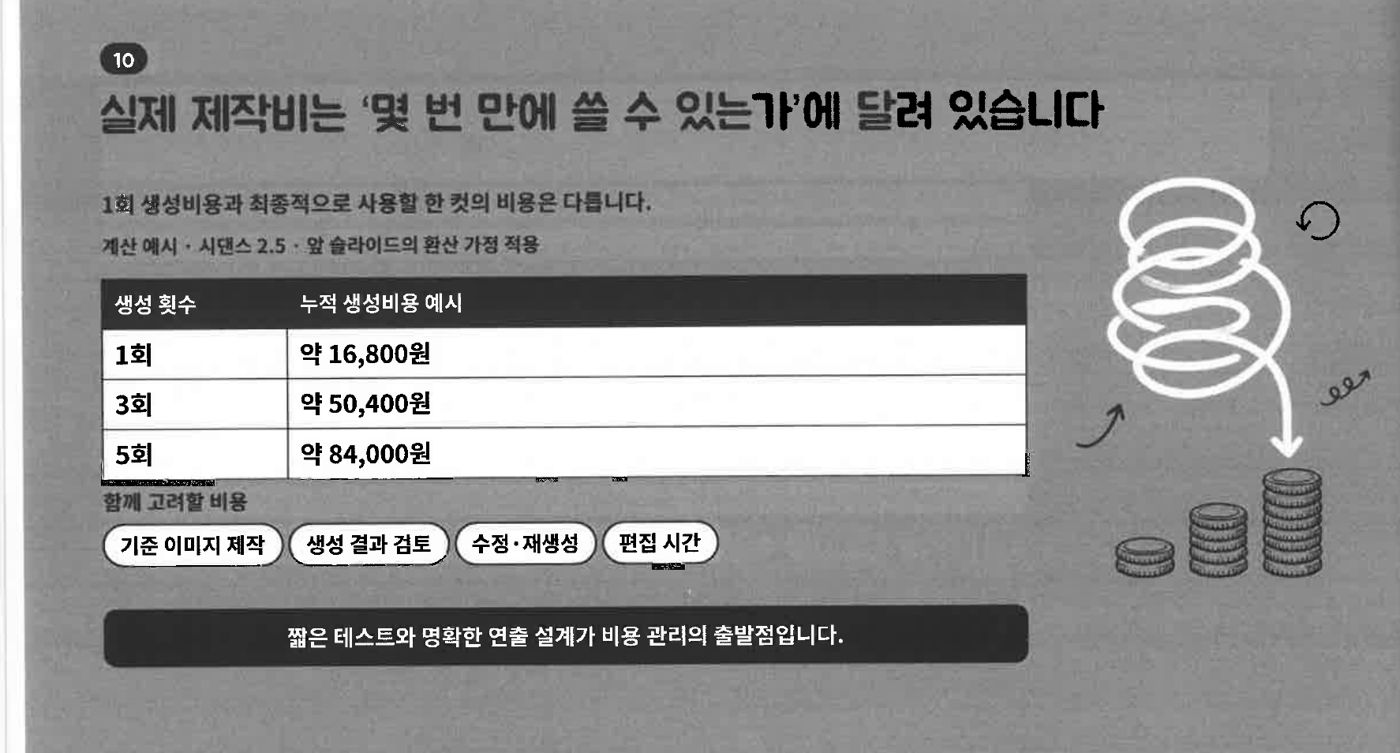 10
실제 제작비는 ‘몇 번 만에 쓸 수 있는가’에 달려 있습니다
1회 생성비용과 최종적으로 사용할 한 컷의 비용은 다릅니다.
계산 예시 · 시댄스 2.5 · 앞 슬라이드의 환산 가정 적용
생성 횟수 누적 생성비용 예시
1회 약 16,800원
3회 약 50,400원
5회 약 84,000원
함께 고려할 비용
기준 이미지 제작 생성 결과 검토 수정·재생성 편집 시간
짧은 테스트와 명확한 연출 설계가 비용 관리의 출발점입니다.